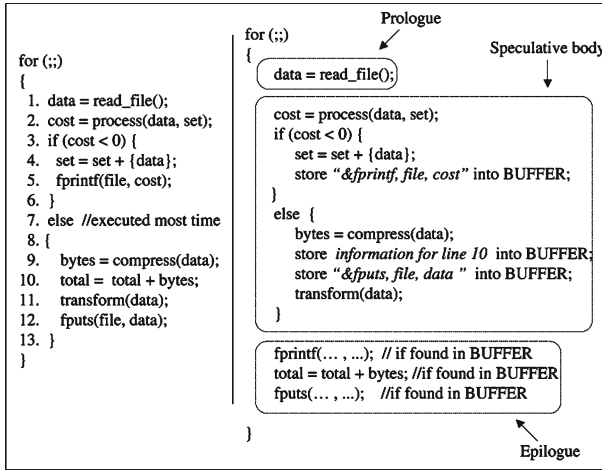 for (;;)
{
1. data = read_file();
2. cost = process(data, set);
3. if (cost < 0) {
4. set = set + {data};
5. fprintf(file, cost);
6. }
7. else //executed most time
8. {
9. bytes = compress(data);
10. total = total + bytes;
11. transform(data);
12. fputs(file, data);
13. }
}
Prologue
Speculative body
for (;;)
{
data = read_file();
cost = process(data, set);
if (cost < 0) {
set = set + {data};
store "&fprintf, file, cost" into BUFFER;
}
else {
bytes = compress(data);
store information for line 10 into BUFFER;
store "&fputs, file, data " into BUFFER;
transform(data);
}
fprintf(... , ...); // if found in BUFFER
total = total + bytes; //if found in BUFFER
fputs(... , ...); //if found in BUFFER
}
Epilogue